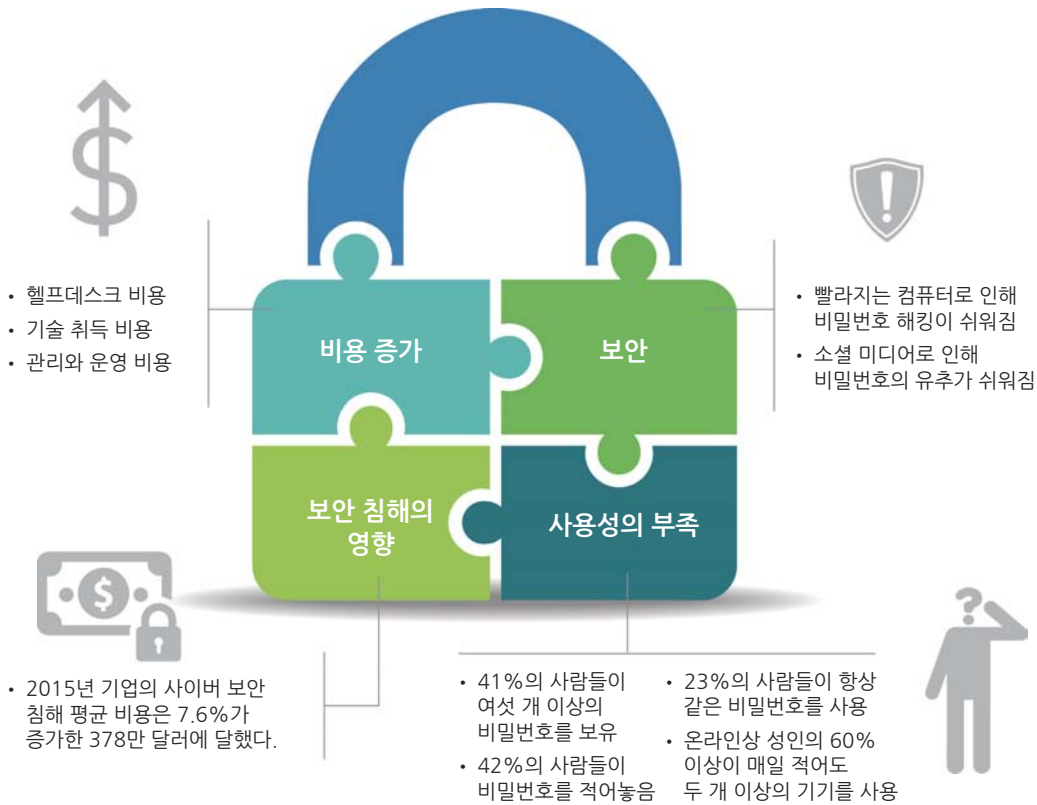 비용 증가
• 헬프데스크 비용
• 기술 취득 비용
• 관리와 운영 비용
보안
• 빨라지는 컴퓨터로 인해
비밀번호 해킹이 쉬워짐
• 소셜 미디어로 인해
비밀번호의 유추가 쉬워짐
보안 침해의
영향
• 2015년 기업의 사이버 보안
침해 평균 비용은 7.6%가
증가한 378만 달러에 달했다.
사용성의 부족
• 41%의 사람들이
여섯 개 이상의
비밀번호를 보유
• 42%의 사람들이
비밀번호를 적어놓음
• 23%의 사람들이 항상
같은 비밀번호를 사용
• 온라인상 성인의 60%
이상이 매일 적어도
두 개 이상의 기기를 사용